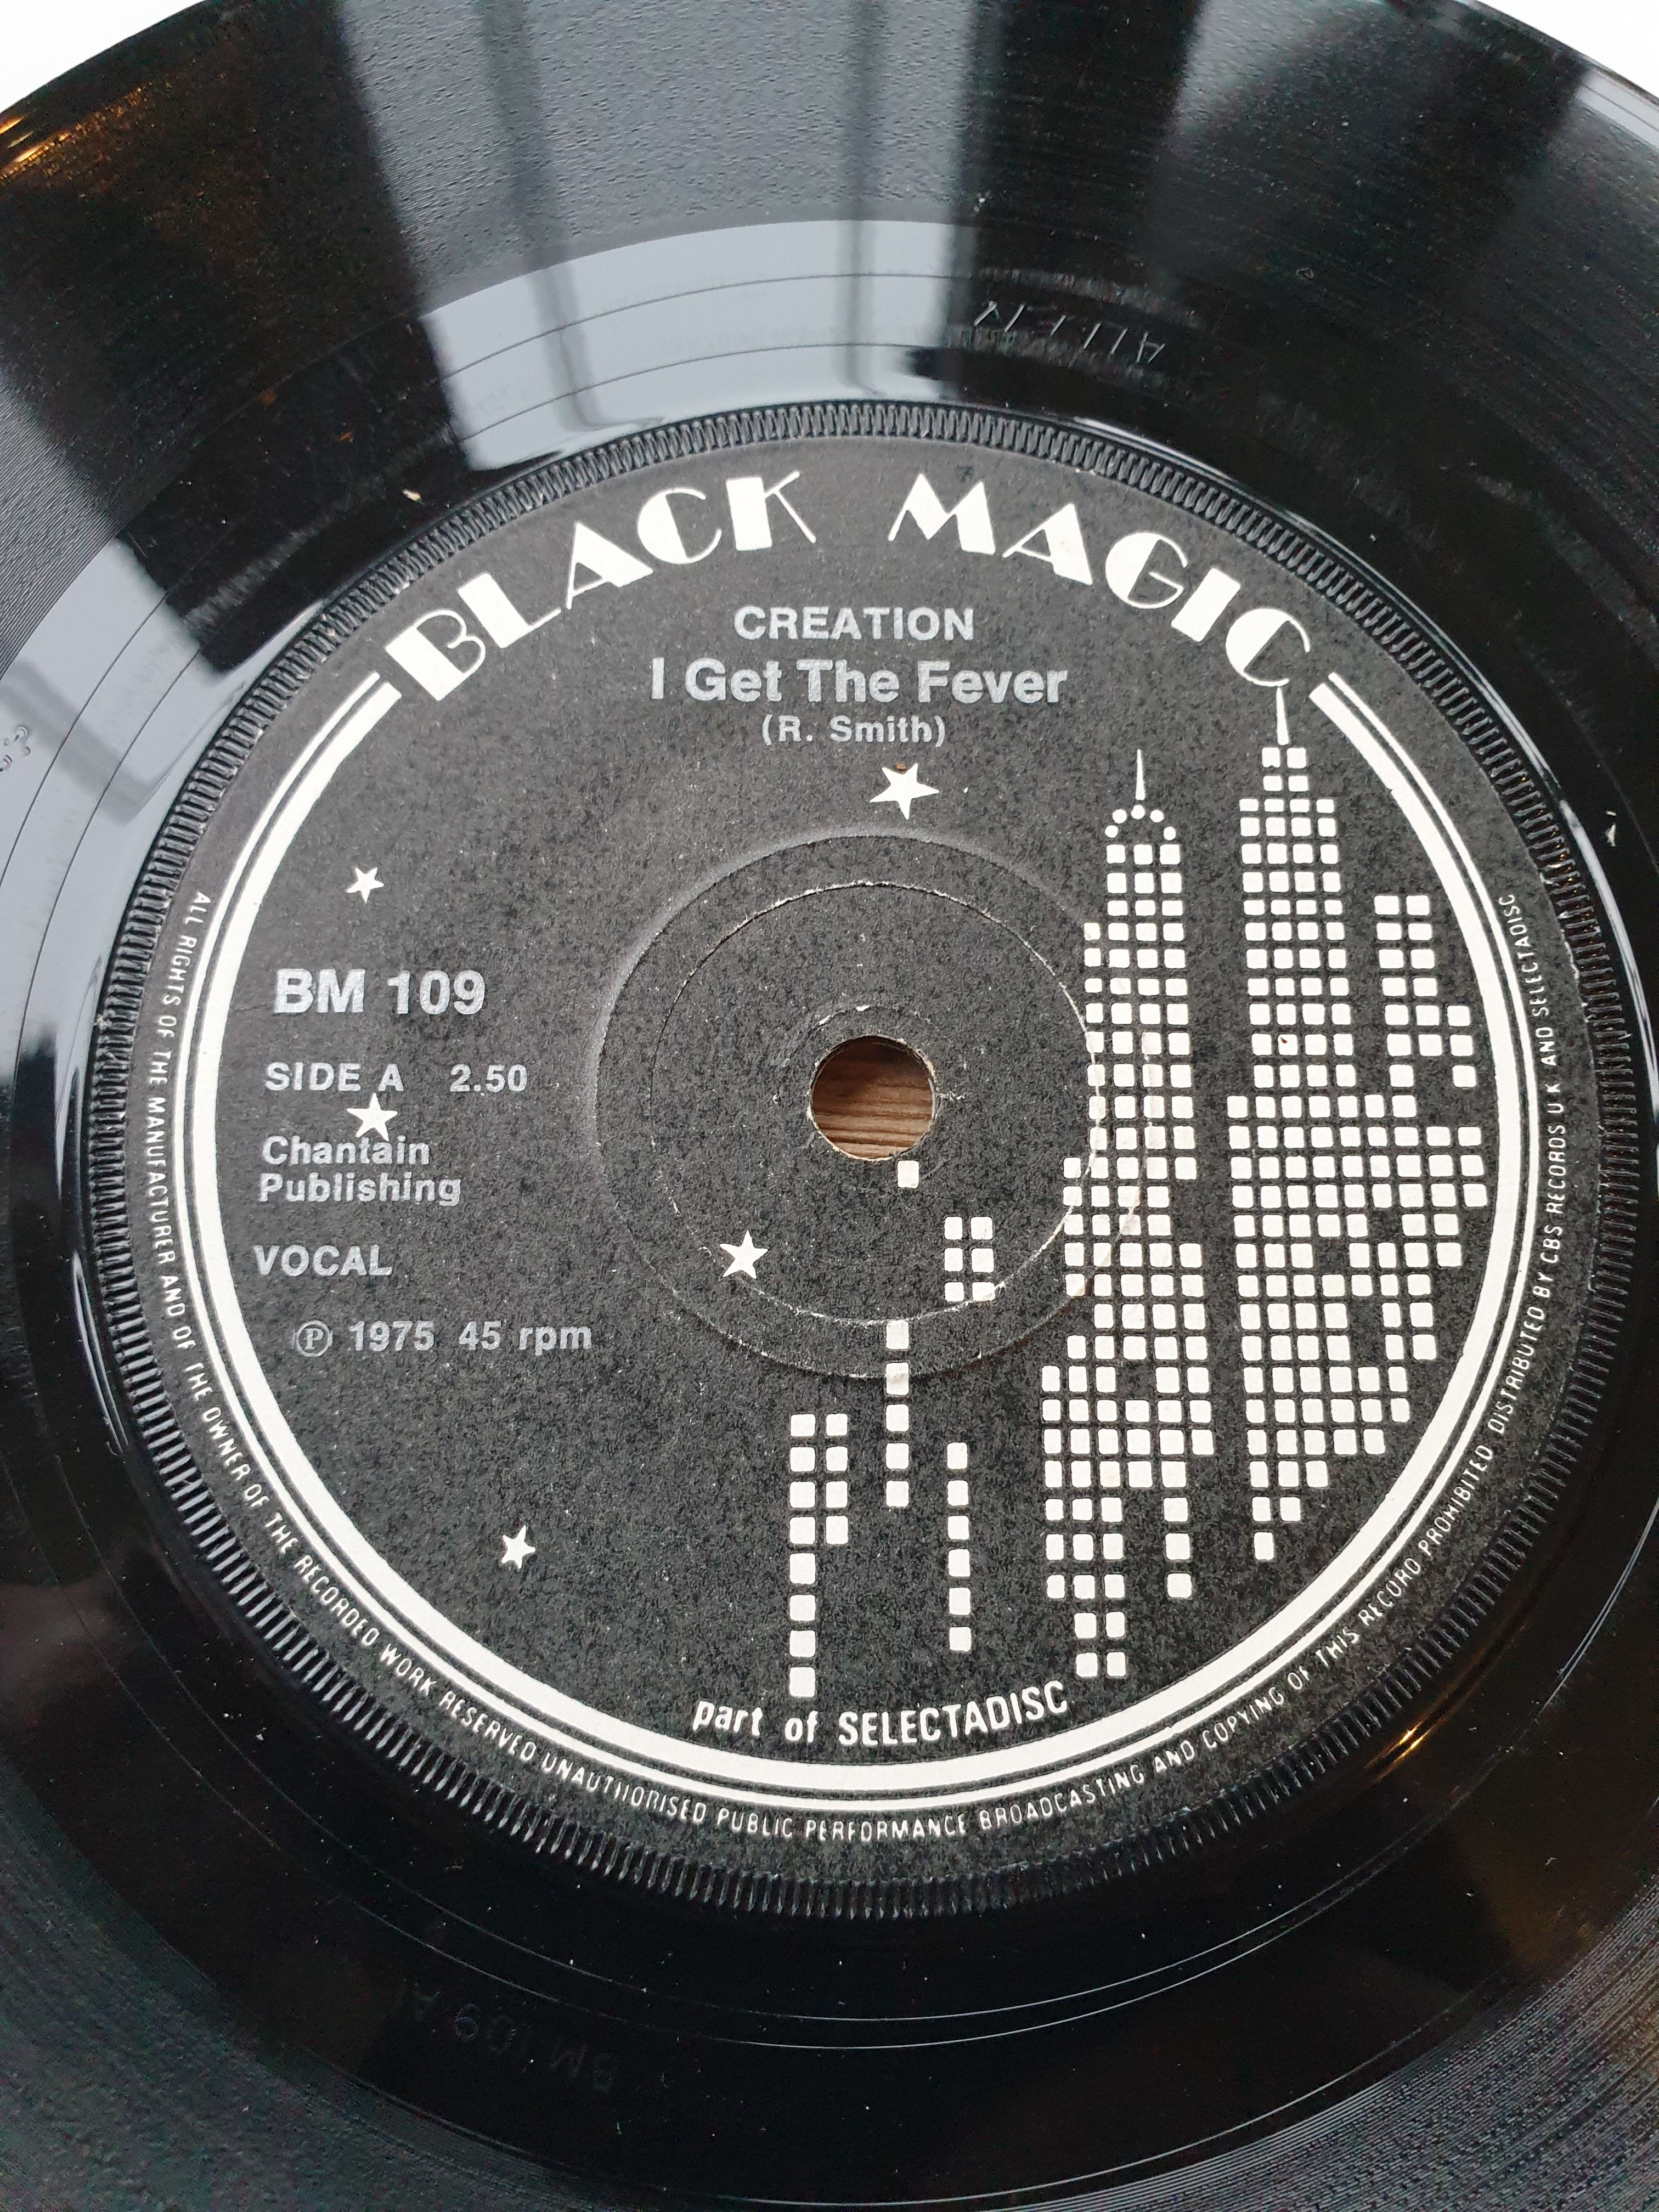 BLACK MAGIC
CREATION
I Get The Fever
(R. Smith)
BM 109
SIDE A 2.50
Chantain
Publishing
VOCAL
℗ 1975 45 rpm
part of SELECTADISC
ALL RIGHTS OF THE MANUFACTURER AND OF THE OWNER OF THE RECORDED WORK RESERVED UNAUTHORISED PUBLIC PERFORMANCE BROADCASTING AND COPYING OF THIS RECORD PROHIBITED DISTRIBUTED BY CBS RECORDS U K AND SELECTADISC
BM 109 A